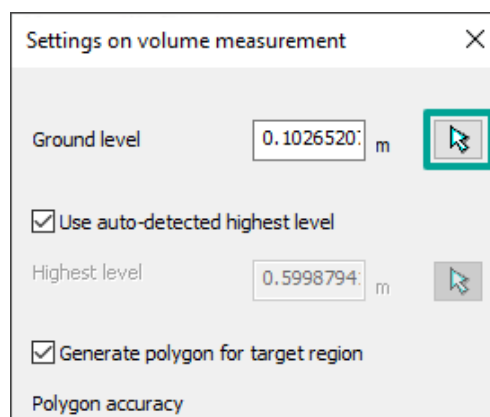 Settings on volume measurement
Ground level 0.10265207 m
Use auto-detected highest level
Highest level 0.5998794 m
Generate polygon for target region
Polygon accuracy